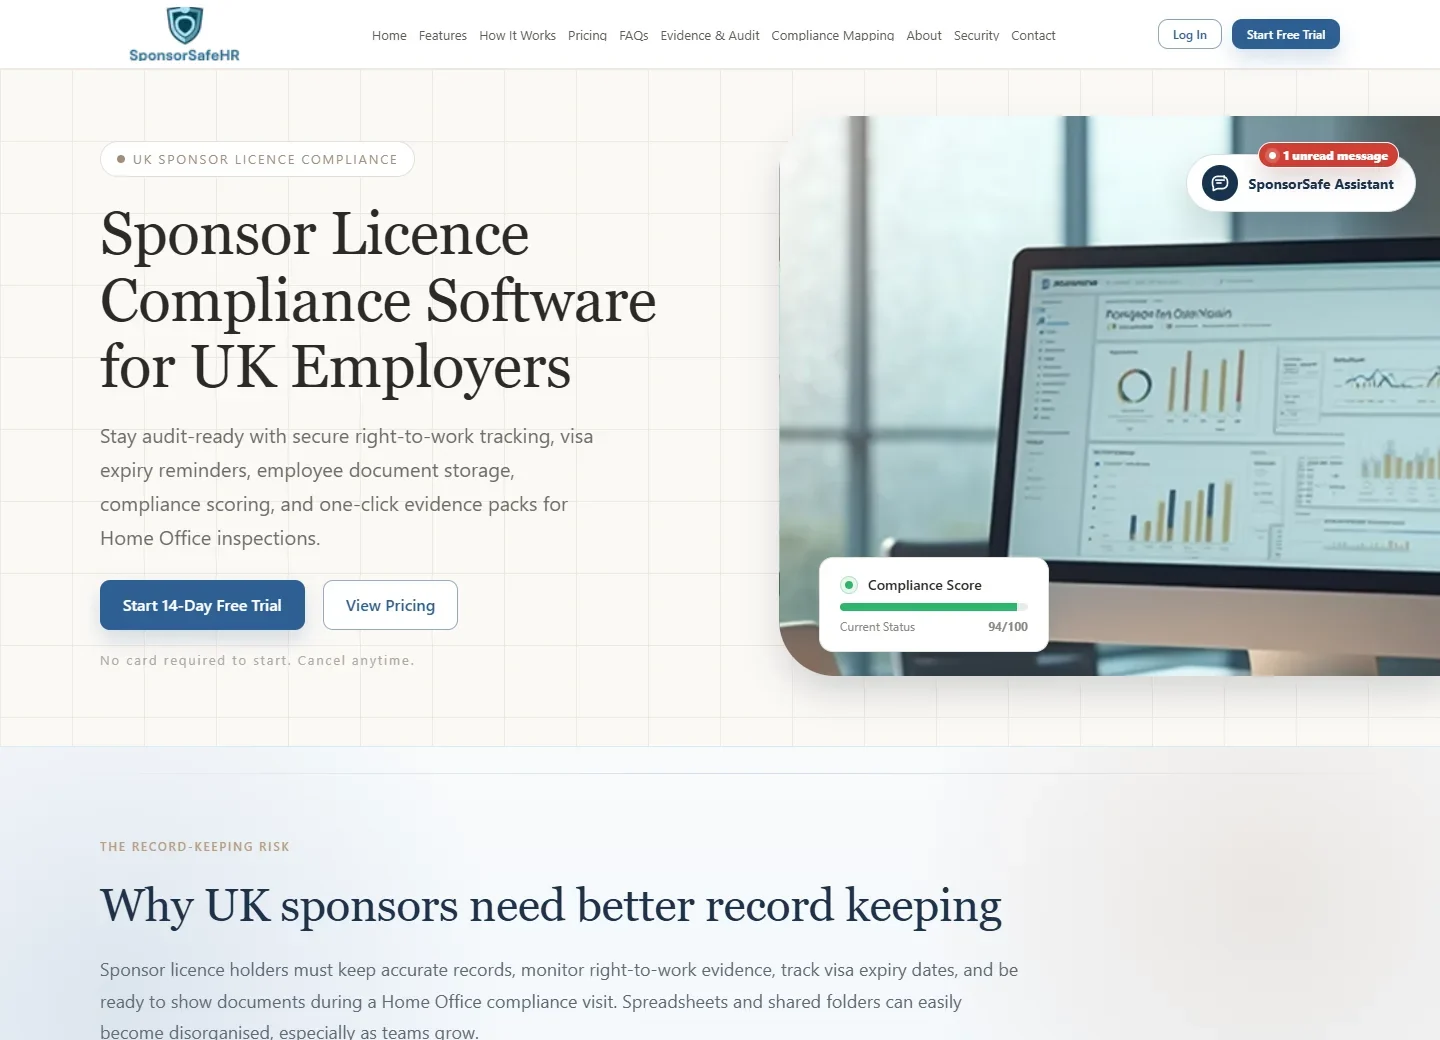 SponsorSafeHR
Home Features How It Works Pricing FAQs Evidence & Audit Compliance Mapping About Security Contact
Log In
Start Free Trial
UK SPONSOR LICENCE COMPLIANCE
Sponsor Licence
Compliance Software
for UK Employers
Stay audit-ready with secure right-to-work tracking, visa
expiry reminders, employee document storage,
compliance scoring, and one-click evidence packs for
Home Office inspections.
Start 14-Day Free Trial
View Pricing
No card required to start. Cancel anytime.
1 unread message
SponsorSafe Assistant
Compliance Score
Current Status 94/100
THE RECORD-KEEPING RISK
Why UK sponsors need better record keeping
Sponsor licence holders must keep accurate records, monitor right-to-work evidence, track visa expiry dates, and be
ready to show documents during a Home Office compliance visit. Spreadsheets and shared folders can easily
become disorganised, especially as teams grow.